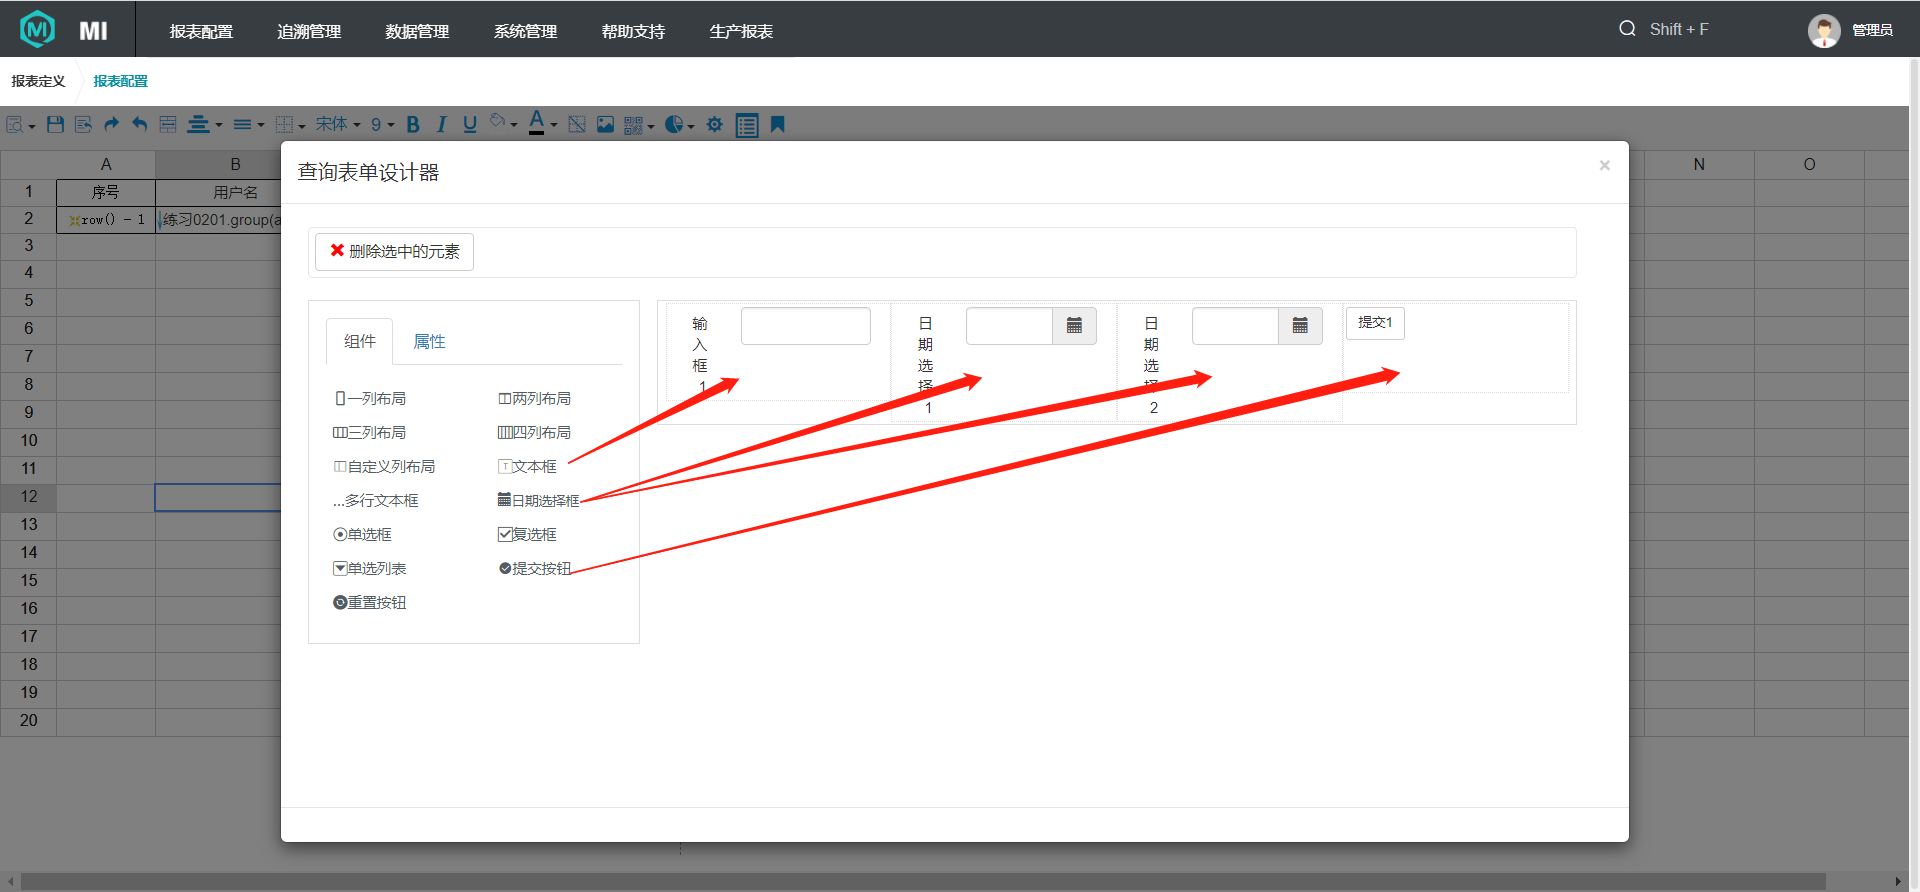 MI 报表配置 追溯管理 数据管理 系统管理 帮助支持 生产报表 Shift + F 管理员
报表定义 报表配置
宋体 9 B I U A
A B N O
1 序号 用户名
2 row() - 1 练习0201.group(a
3
4
5
6
7
8
9
10
11
12
13
14
15
16
17
18
19
20
查询表单设计器 ×
删除选中的元素
组件 属性
一列布局 两列布局
三列布局 四列布局
自定义列布局 文本框
...多行文本框 日期选择框
单选框 复选框
单选列表 提交按钮
重置按钮
输
入
框
1
日
期
选
择
1
日
期
选
择
2
提交1